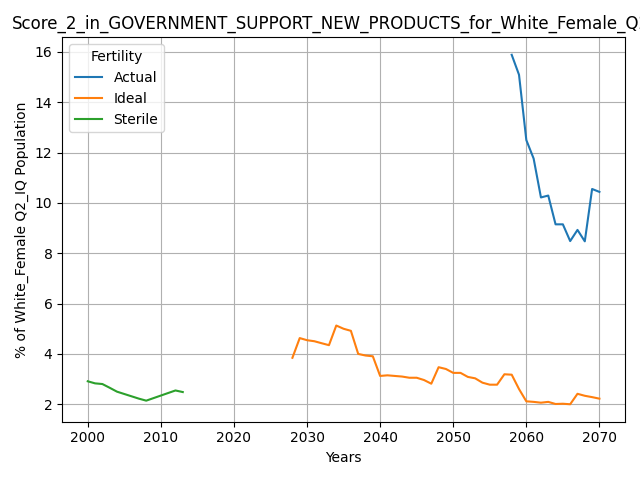 Score_2_in_GOVERNMENT_SUPPORT_NEW_PRODUCTS_for_White_Female_Q
Fertility
Actual
Ideal
Sterile
% of White_Female Q2_IQ Population
16
14
12
10
8
6
4
2
2000 2010 2020 2030 2040 2050 2060 2070
Years